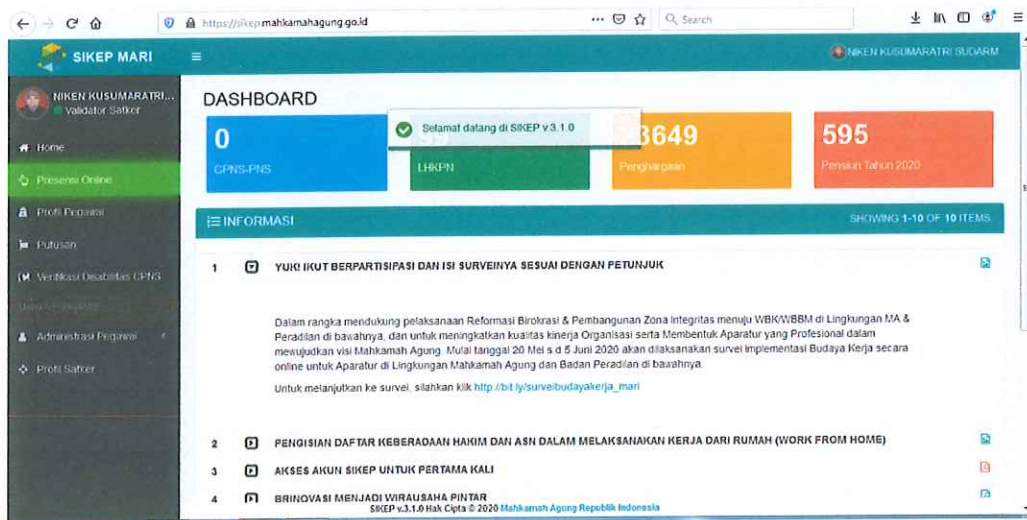 https://sikep.mahkamahagung.go.id
Search
SIKEP MARI
NIKEN KUSUMARATRI SUDARM
NIKEN KUSUMARATRI...
Validator Satker
Home
Presensi Online
Profil Pegawai
Putusan
Verifikasi Disabilitas CPNS
Administrasi Pegawai
Profil Satker
DASHBOARD
0
CPNS-PNS
Selamat datang di SIKEP v.3.1.0
LHKPN
3649
Penghargaan
595
Pensiun Tahun 2020
INFORMASI
SHOWING 1-10 OF 10 ITEMS
1 YUK! IKUT BERPARTISIPASI DAN ISI SURVEINYA SESUAI DENGAN PETUNJUK
Dalam rangka mendukung pelaksanaan Reformasi Birokrasi & Pembangunan Zona Integritas menuju WBK/WBBM di Lingkungan MA &
Peradilan di bawahnya, dan untuk meningkatkan kualitas kinerja Organisasi serta Membentuk Aparatur yang Profesional dalam
mewujudkan visi Mahkamah Agung. Mulai tanggal 20 Mei s.d 5 Juni 2020 akan dilaksanakan survei implementasi Budaya Kerja secara
online untuk Aparatur di Lingkungan Mahkamah Agung dan Badan Peradilan di bawahnya.
Untuk melanjutkan ke survei, silahkan klik http://bit.ly/surveibudayakerja_mari
2 PENGISIAN DAFTAR KEBERADAAN HAKIM DAN ASN DALAM MELAKSANAKAN KERJA DARI RUMAH (WORK FROM HOME)
3 AKSES AKUN SIKEP UNTUK PERTAMA KALI
4 BRINOVASI MENJADI WIRAUSAHA PINTAR
SIKEP v.3.1.0 Hak Cipta © 2020 Mahkamah Agung Republik Indonesia